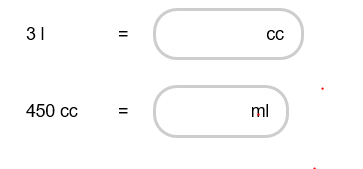 3 l = cc
450 cc = ml